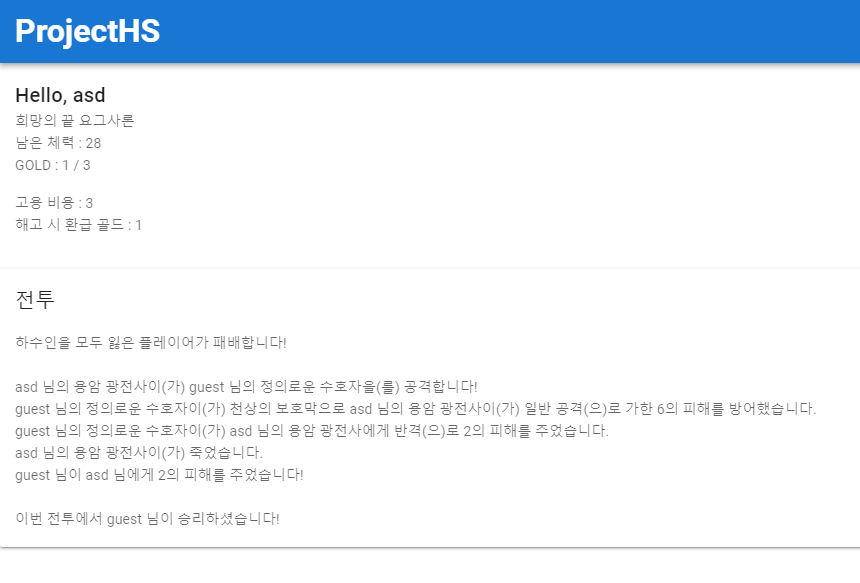 ProjectHS
Hello, asd
희망의 끝 요그사론
남은 체력 : 28
GOLD : 1 / 3
고용 비용 : 3
해고 시 환급 골드 : 1
전투
하수인을 모두 잃은 플레이어가 패배합니다!
asd 님의 용암 광전사이(가) guest 님의 정의로운 수호자을(를) 공격합니다!
guest 님의 정의로운 수호자이(가) 천상의 보호막으로 asd 님의 용암 광전사이(가) 일반 공격(으)로 가한 6의 피해를 방어했습니다.
guest 님의 정의로운 수호자이(가) asd 님의 용암 광전사에게 반격(으)로 2의 피해를 주었습니다.
asd 님의 용암 광전사이(가) 죽었습니다.
guest 님이 asd 님에게 2의 피해를 주었습니다!
이번 전투에서 guest 님이 승리하셨습니다!